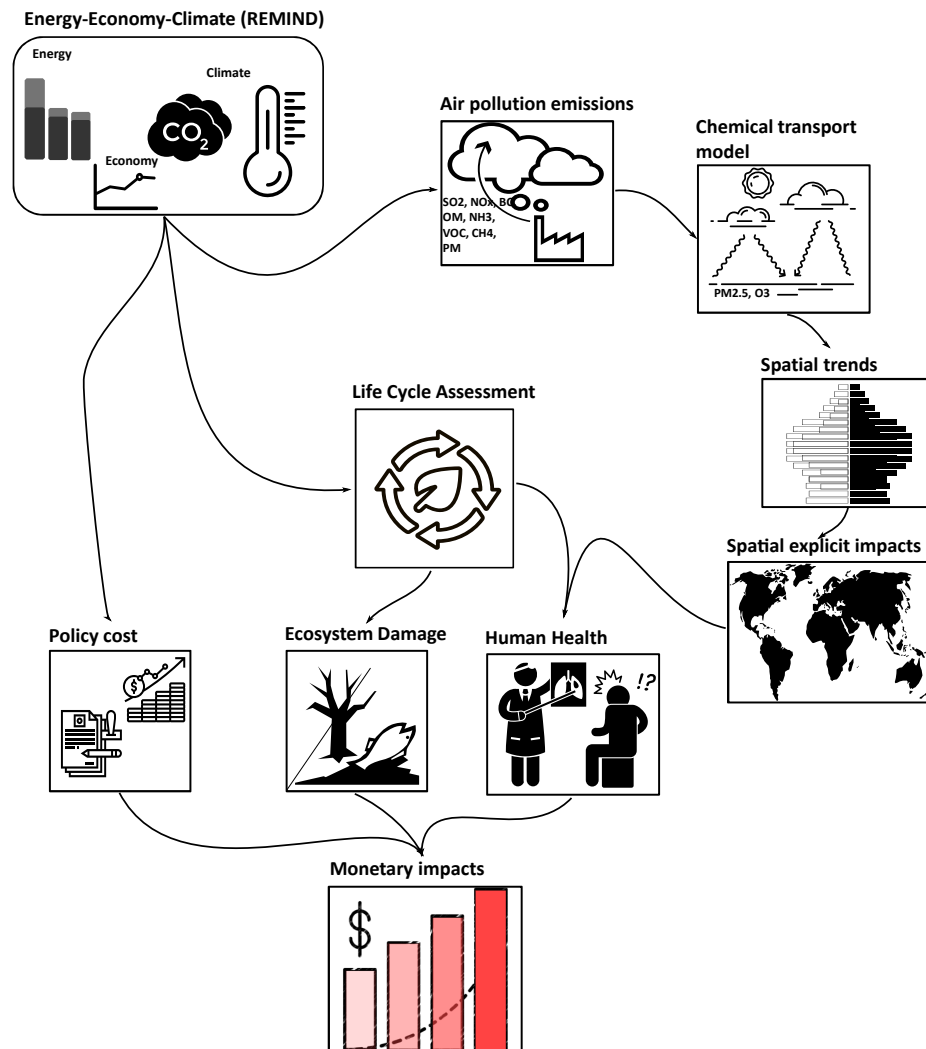 Energy-Economy-Climate (REMIND)
Energy
Climate
CO2
Economy
Air pollution emissions
SO2, NOx, BC
OM, NH3,
VOC, CH4,
PM
Chemical transport
model
PM2.5, O3
Spatial trends
Life Cycle Assessment
Spatial explicit impacts
Policy cost
$
Ecosystem Damage
Human Health
!?
Monetary impacts
$